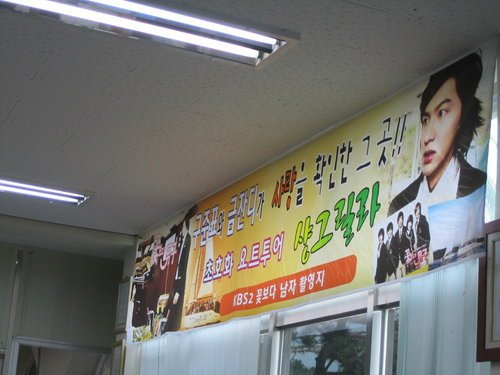 구준표와 금잔디가 사랑을 확인한 그 곳!!
초호화 요트투어 샹그릴라
KBS2 꽃보다 남자 촬영지